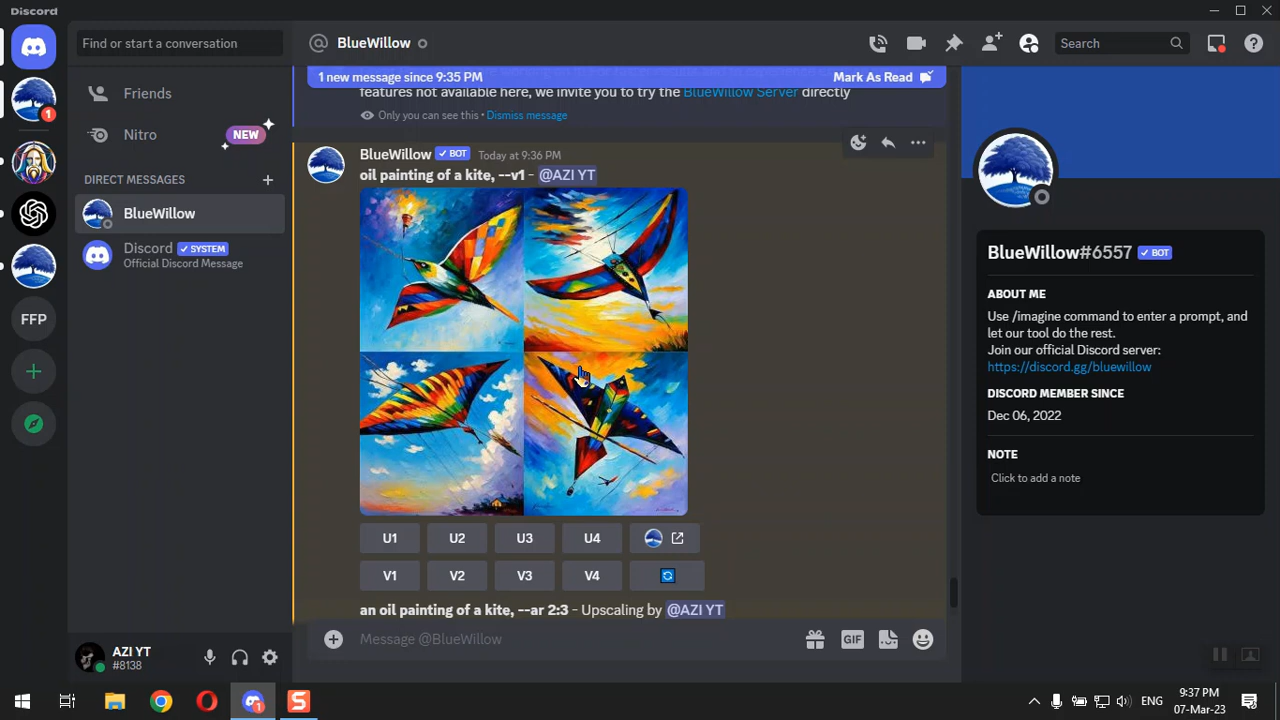 Discord
Find or start a conversation
Friends
Nitro
NEW
DIRECT MESSAGES
BlueWillow
Discord ✓ SYSTEM
Official Discord Message
1
FFP
AZI YT
#8138
@ BlueWillow
Search
1 new message since 9:35 PM
Mark As Read
features not available here, we invite you to try the BlueWillow Server directly
Only you can see this • Dismiss message
BlueWillow ✓ BOT Today at 9:36 PM
oil painting of a kite, --v1 - @AZI YT
U1 U2 U3 U4
V1 V2 V3 V4
an oil painting of a kite, --ar 2:3 - Upscaling by @AZI YT
Message @BlueWillow
GIF
BlueWillow#6557 ✓ BOT
ABOUT ME
Use /imagine command to enter a prompt, and
let our tool do the rest.
Join our official Discord server:
https://discord.gg/bluewillow
DISCORD MEMBER SINCE
Dec 06, 2022
NOTE
Click to add a note
1
S
ENG
9:37 PM
07-Mar-23